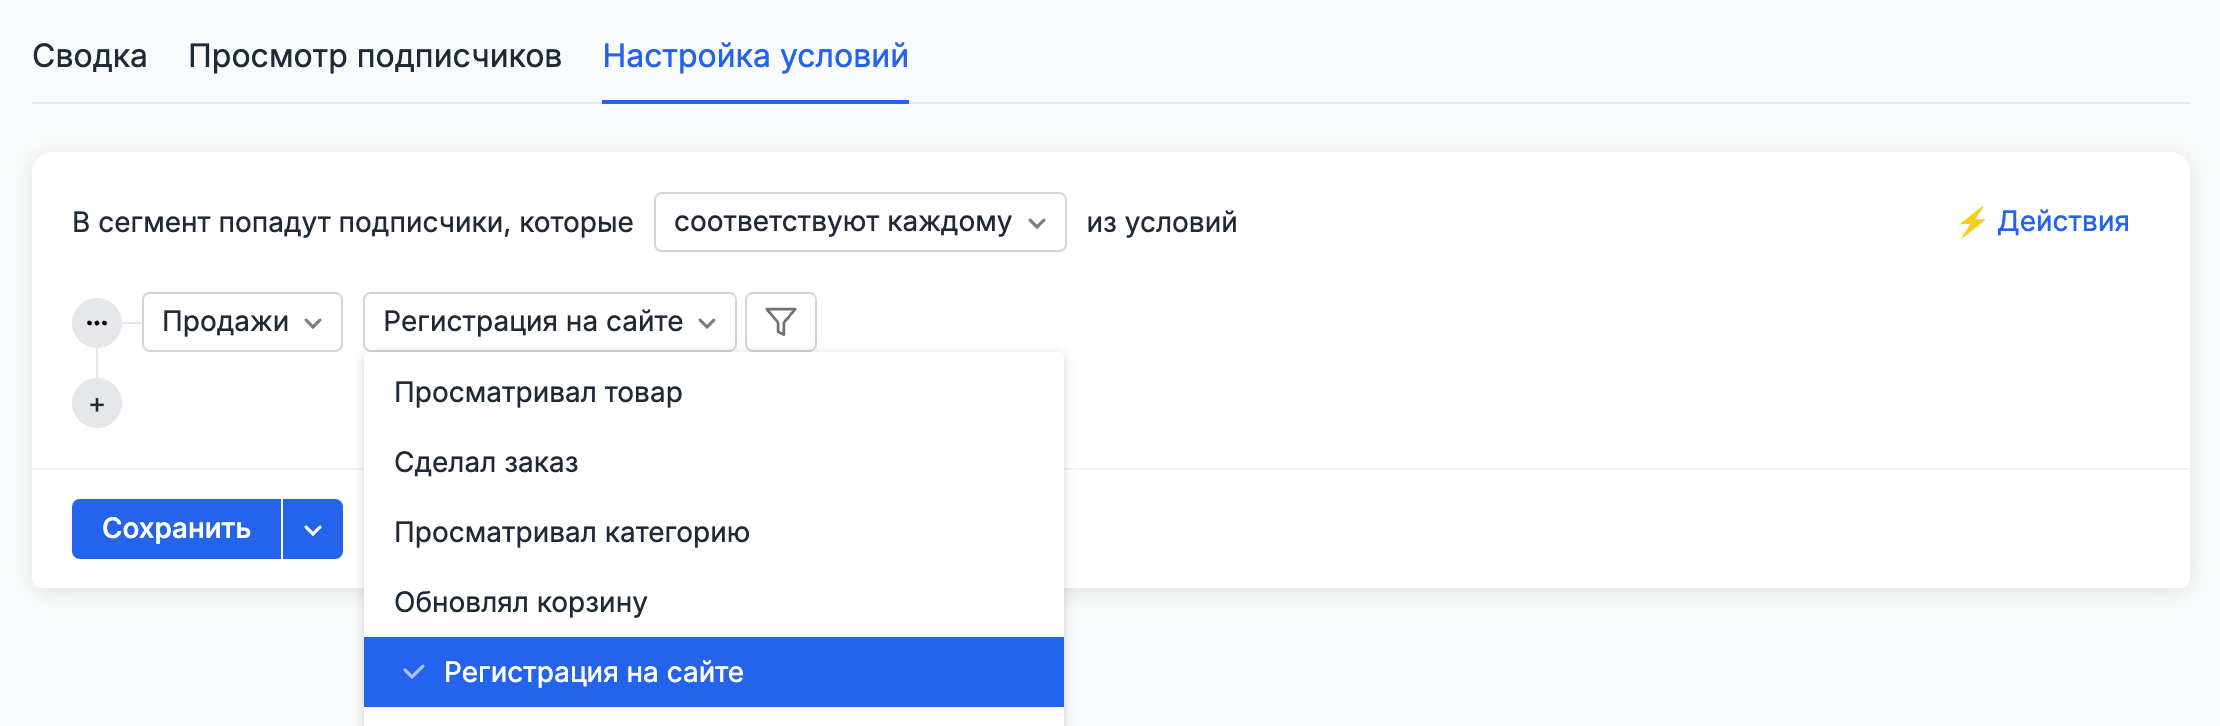 Сводка Просмотр подписчиков Настройка условий
В сегмент попадут подписчики, которые соответствуют каждому из условий ⚡ Действия
··· Продажи Регистрация на сайте
Просматривал товар
+
Сделал заказ
Сохранить
Просматривал категорию
Обновлял корзину
Регистрация на сайте